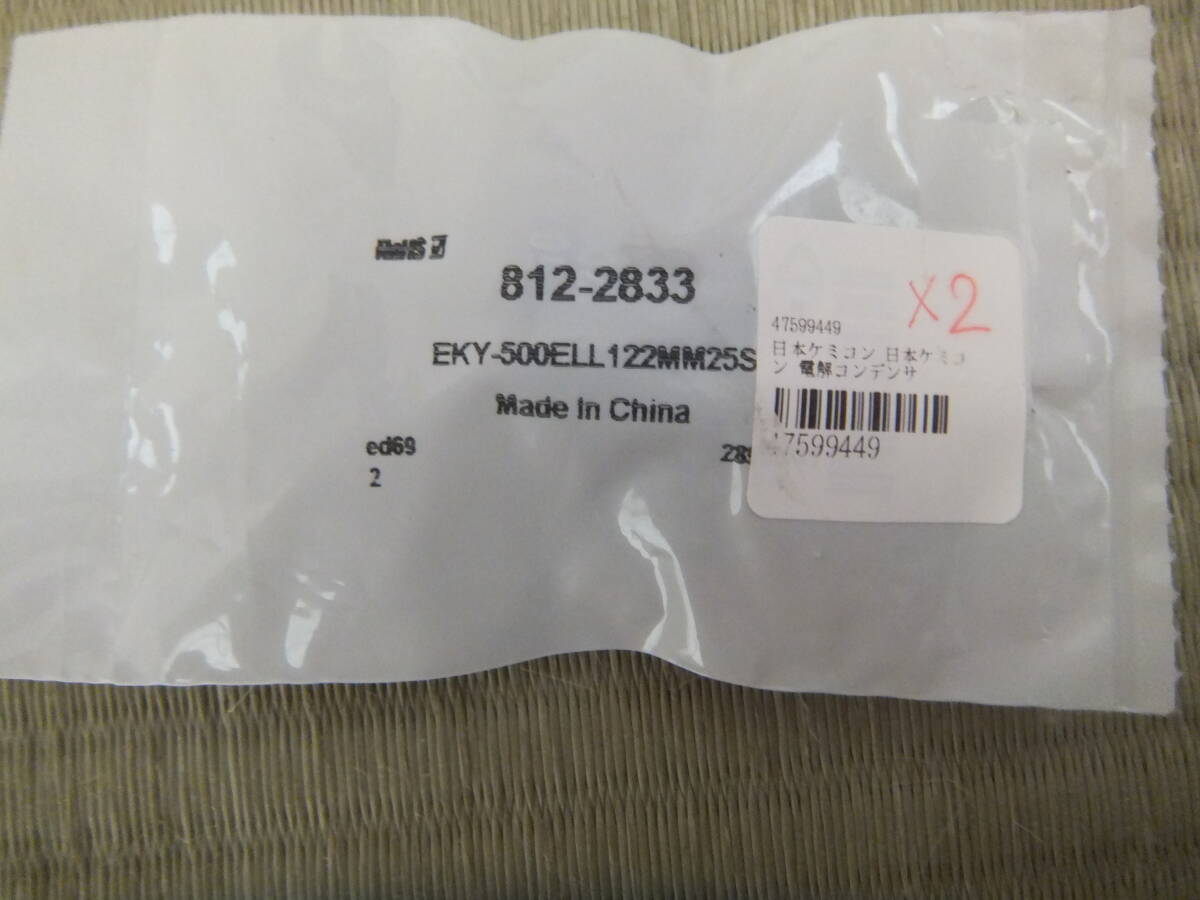 RoHS
812-2833
EKY-500ELL122MM25S
Made In China
ed69
2
289
X2
47599449
日本ケミコン 日本ケミコ
ン 電解コンデンサ
47599449